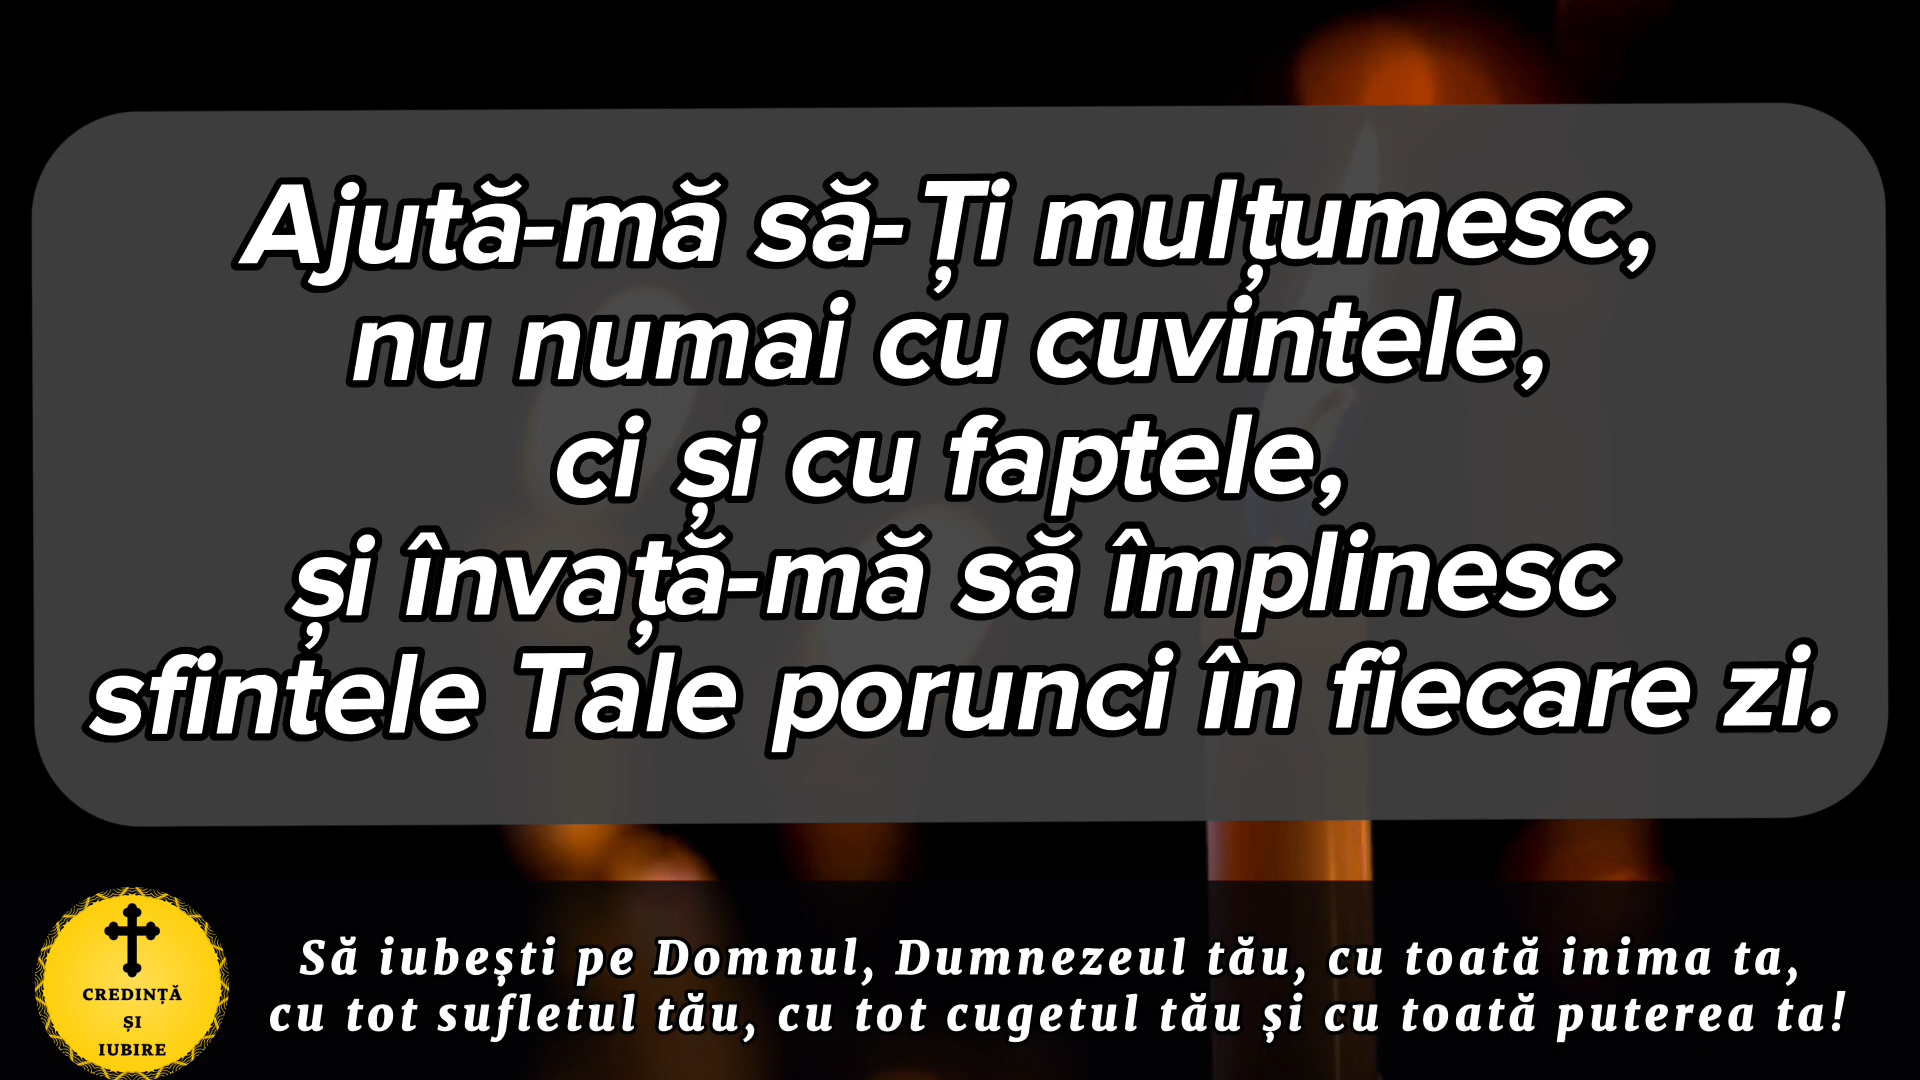 Ajută-mă să-Ți mulțumesc,
nu numai cu cuvintele,
ci și cu faptele,
și învață-mă să împlinesc
sfintele Tale porunci în fiecare zi.
CREDINȚĂ
ȘI
IUBIRE
Să iubești pe Domnul, Dumnezeul tău, cu toată inima ta,
cu tot sufletul tău, cu tot cugetul tău și cu toată puterea ta!